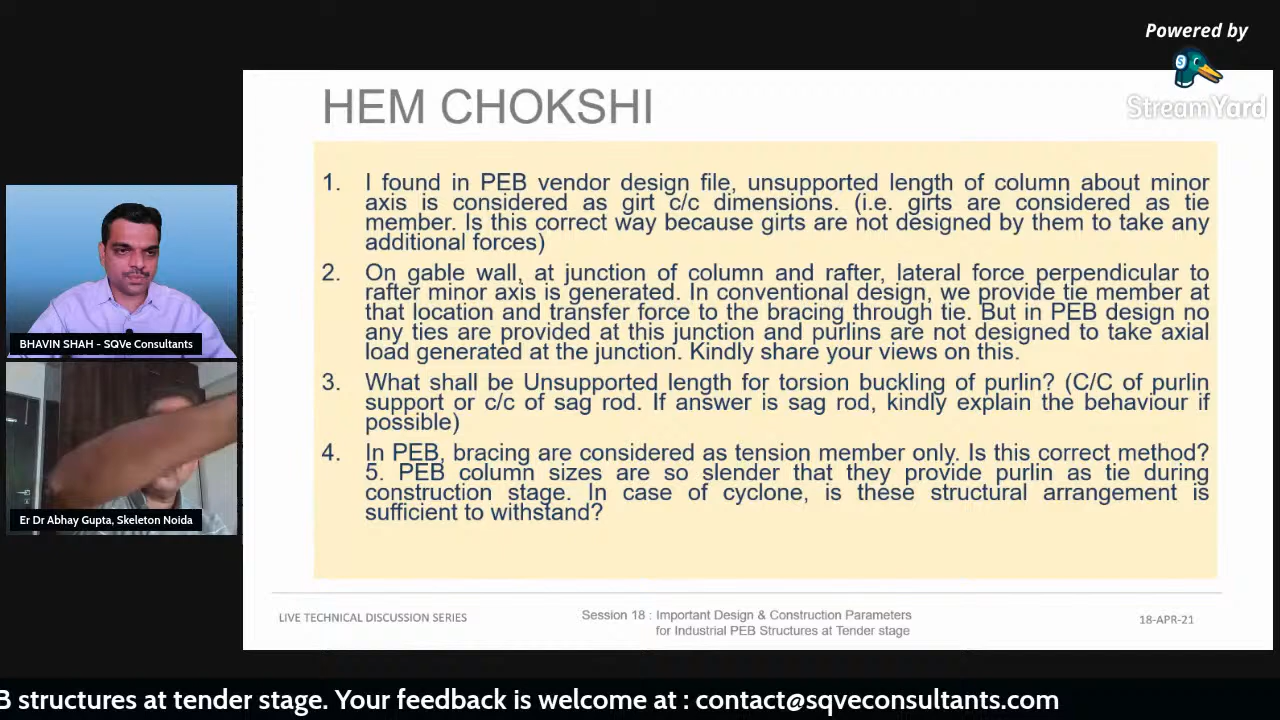 Powered by
S
StreamYard
HEM CHOKSHI
1. I found in PEB vendor design file, unsupported length of column about minor
axis is considered as girt c/c dimensions. (i.e. girts are considered as tie
member. Is this correct way because girts are not designed by them to take any
additional forces)
2. On gable wall, at junction of column and rafter, lateral force perpendicular to
rafter minor axis is generated. In conventional design, we provide tie member at
that location and transfer force to the bracing through tie. But in PEB design no
any ties are provided at this junction and purlins are not designed to take axial
load generated at the junction. Kindly share your views on this.
3. What shall be Unsupported length for torsion buckling of purlin? (C/C of purlin
support or c/c of sag rod. If answer is sag rod, kindly explain the behaviour if
possible)
4. In PEB, bracing are considered as tension member only. Is this correct method?
5. PEB column sizes are so slender that they provide purlin as tie during
construction stage. In case of cyclone, is these structural arrangement is
sufficient to withstand?
BHAVIN SHAH - SQVe Consultants
Er Dr Abhay Gupta, Skeleton Noida
LIVE TECHNICAL DISCUSSION SERIES
Session 18 : Important Design & Construction Parameters
for Industrial PEB Structures at Tender stage
18-APR-21
B structures at tender stage. Your feedback is welcome at : contact@sqveconsultants.com